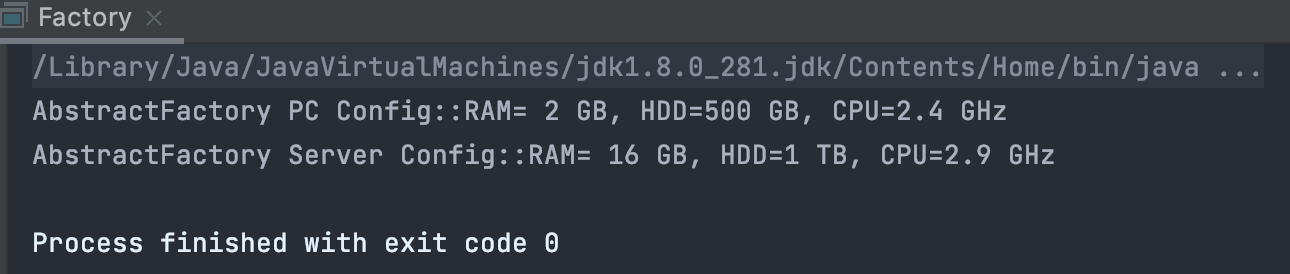 Factory
/Library/Java/JavaVirtualMachines/jdk1.8.0_281.jdk/Contents/Home/bin/java ...
AbstractFactory PC Config::RAM= 2 GB, HDD=500 GB, CPU=2.4 GHz
AbstractFactory Server Config::RAM= 16 GB, HDD=1 TB, CPU=2.9 GHz
Process finished with exit code 0